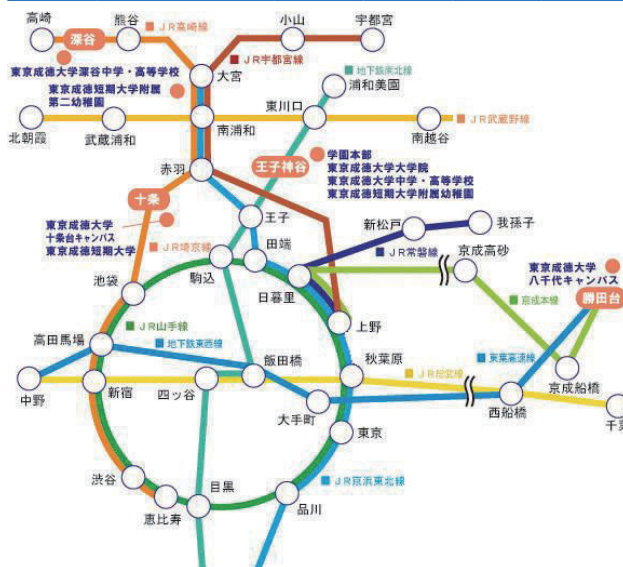 高崎
熊谷
小山
宇都宮
深谷
JR高崎線
東京成徳大学深谷中学・高等学校
JR宇都宮線
大宮
地下鉄南北線
東京成徳短期大学附属
第二幼稚園
浦和美園
東川口
北朝霞
武蔵浦和
南浦和
南越谷
JR武蔵野線
赤羽
王子神谷
学園本部
東京成徳大学大学院
東京成徳大学中学・高等学校
東京成徳短期大学附属幼稚園
十条
王子
新松戸
我孫子
東京成徳大学
十条台キャンパス
東京成徳短期大学
JR埼京線
駒込
田端
JR常磐線
京成高砂
日暮里
東京成徳大学
八千代キャンパス
勝田台
池袋
京成本線
上野
JR山手線
高田馬場
地下鉄東西線
飯田橋
秋葉原
東葉高速線
京成船橋
中野
新宿
四ッ谷
JR総武線
大手町
西船橋
千葉
東京
渋谷
目黒
JR京浜東北線
恵比寿
品川